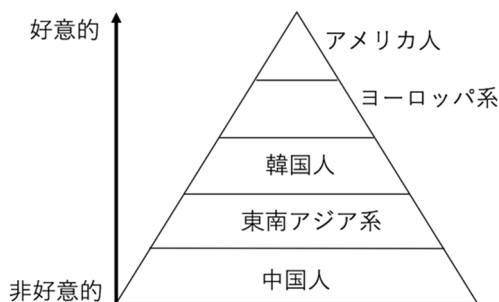 好意的
アメリカ人
ヨーロッパ系
韓国人
東南アジア系
中国人
非好意的